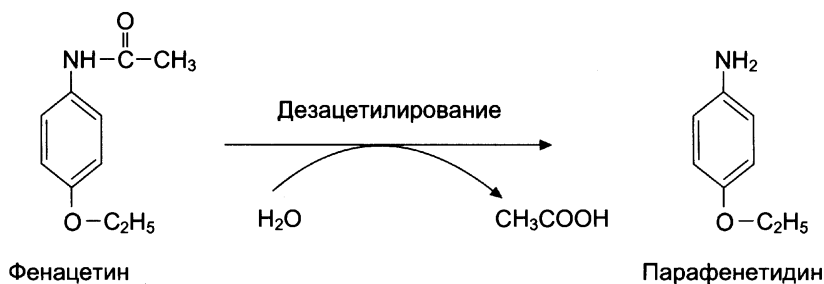 O
NH–C–CH3
NH2
Дезацетилирование
O–C2H5
H2O
CH3COOH
O–C2H5
Фенацетин
Парафенетидин